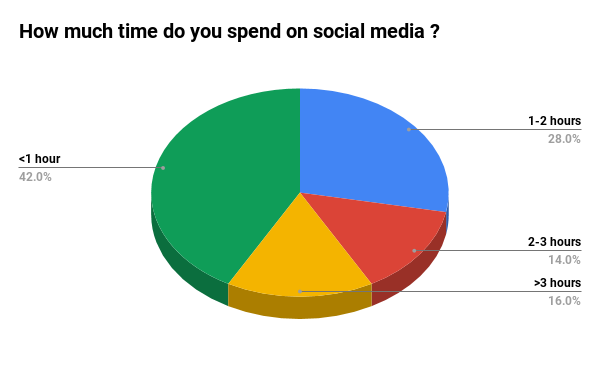 How much time do you spend on social media ?
1-2 hours
28.0%
<1 hour
42.0%
2-3 hours
14.0%
>3 hours
16.0%